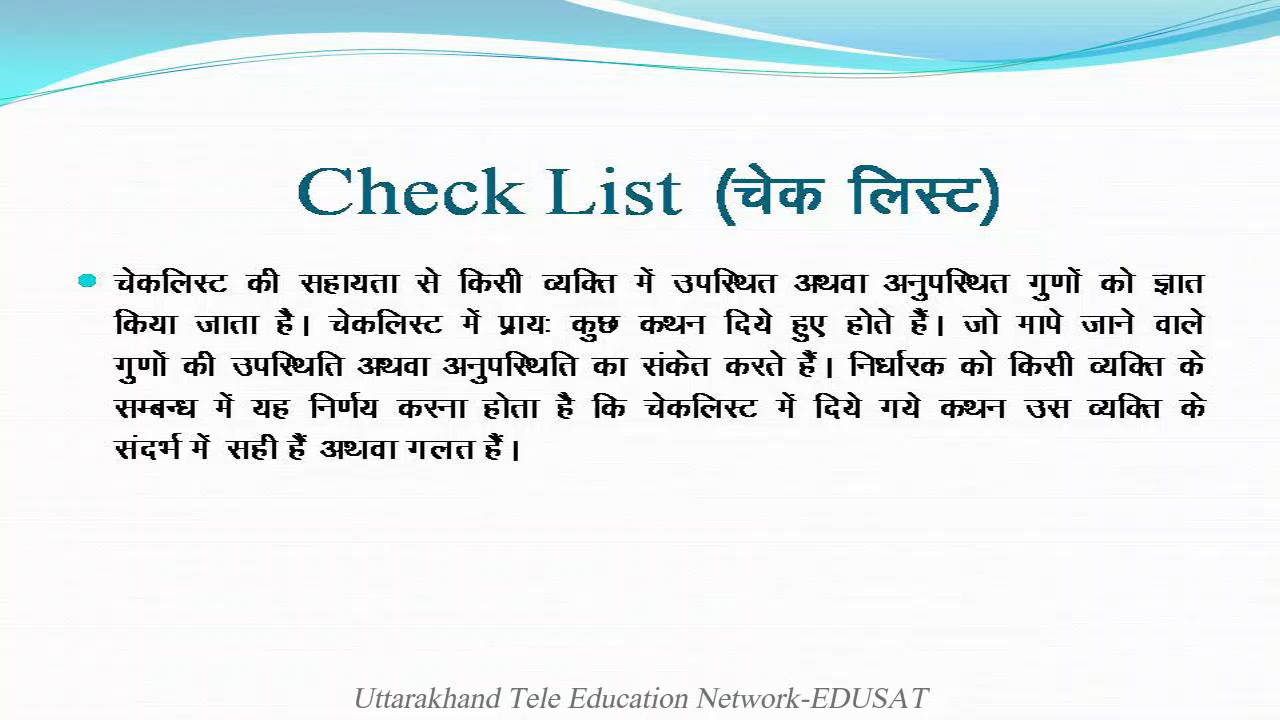 Check List (चेक लिस्ट)
चेकलिस्ट की सहायता से किसी व्यक्ति में उपस्थित अथवा अनुपस्थित गुणों को ज्ञात
किया जाता है। चेकलिस्ट में प्रायः कुछ कथन दिये हुए होते हैं। जो मापे जाने वाले
गुणों की उपस्थिति अथवा अनुपस्थिति का संकेत करते हैं। निर्धारक को किसी व्यक्ति के
सम्बन्ध में यह निर्णय करना होता है कि चेकलिस्ट में दिये गये कथन उस व्यक्ति के
संदर्भ में सही हैं अथवा गलत हैं।
Uttarakhand Tele Education Network-EDUSAT